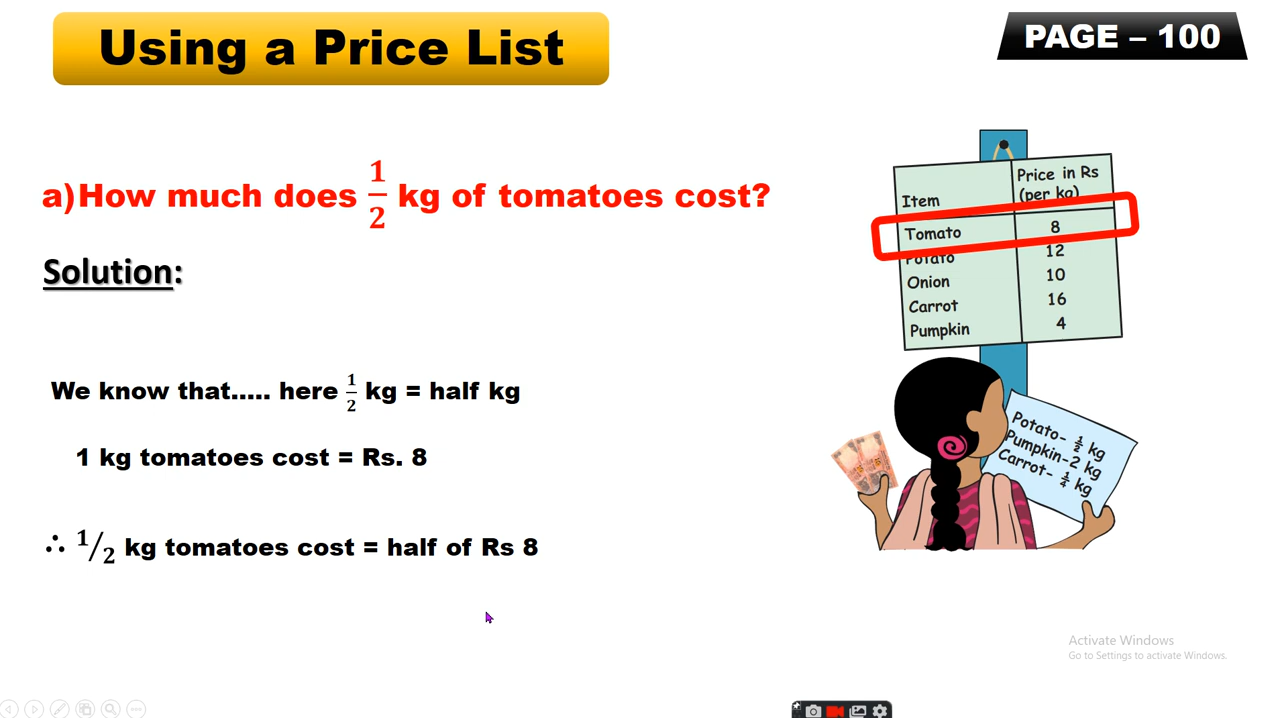 Using a Price List
PAGE – 100
a) How much does 1/2 kg of tomatoes cost?
Solution:
We know that..... here 1/2 kg = half kg
1 kg tomatoes cost = Rs. 8
∴ 1/2 kg tomatoes cost = half of Rs 8
Item Price in Rs
(per kg)
Tomato 8
Potato 12
Onion 10
Carrot 16
Pumpkin 4
Potato- 1/2 kg
Pumpkin-2 kg
Carrot- 1/4 kg
Activate Windows
Go to Settings to activate Windows.